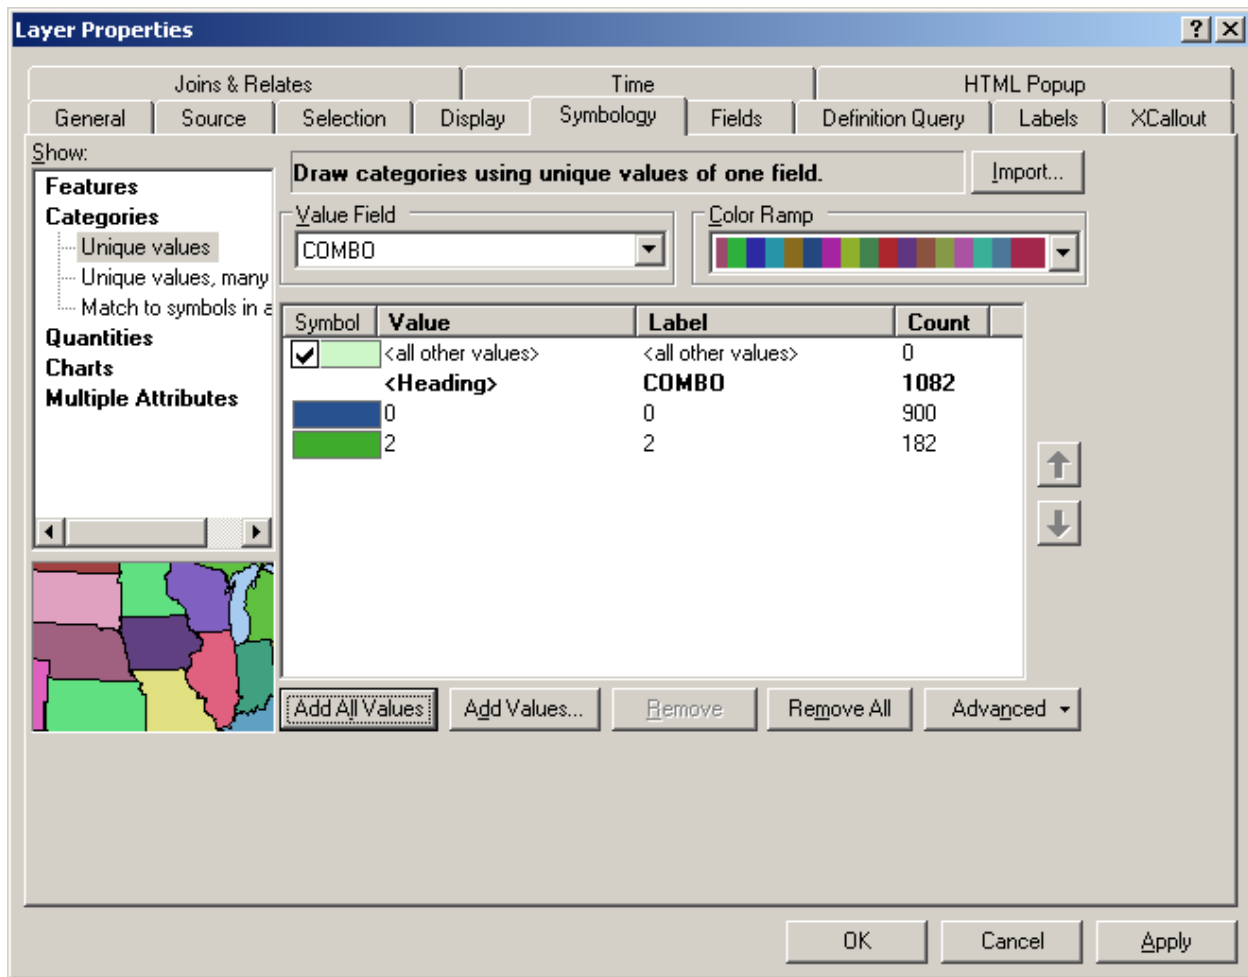 Layer Properties
Joins & Relates Time HTML Popup
General Source Selection Display Symbology Fields Definition Query Labels XCallout
Show:
Features
Categories
Unique values
Unique values, many
Match to symbols in a
Quantities
Charts
Multiple Attributes
Draw categories using unique values of one field.
Import...
Value Field
COMBO
Color Ramp
Symbol Value Label Count
<all other values> <all other values> 0
<Heading> COMBO 1082
0 0 900
2 2 182
Add All Values Add Values... Remove Remove All Advanced
OK Cancel Apply